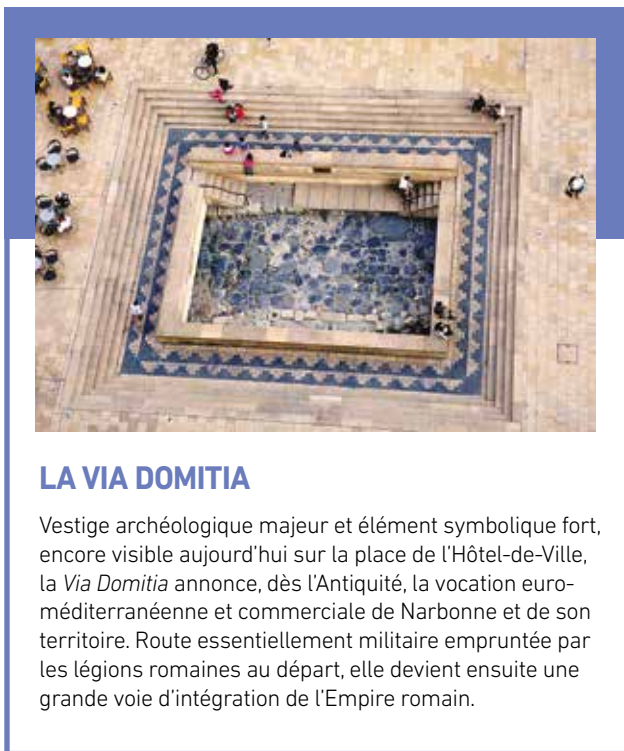 LA VIA DOMITIA
Vestige archéologique majeur et élément symbolique fort,
encore visible aujourd'hui sur la place de l'Hôtel-de-Ville,
la Via Domitia annonce, dès l'Antiquité, la vocation euro-
méditerranéenne et commerciale de Narbonne et de son
territoire. Route essentiellement militaire empruntée par
les légions romaines au départ, elle devient ensuite une
grande voie d'intégration de l'Empire romain.